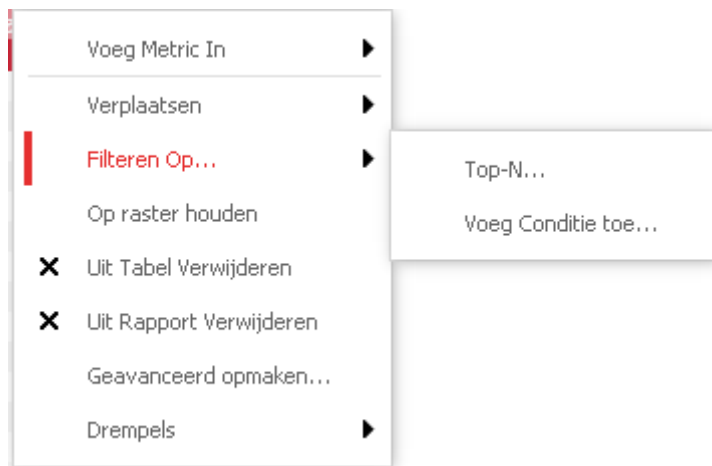 Voeg Metric In
Verplaatsen
Filteren Op...
Top-N...
Op raster houden
Voeg Conditie toe...
Uit Tabel Verwijderen
Uit Rapport Verwijderen
Geavanceerd opmaken...
Drempels